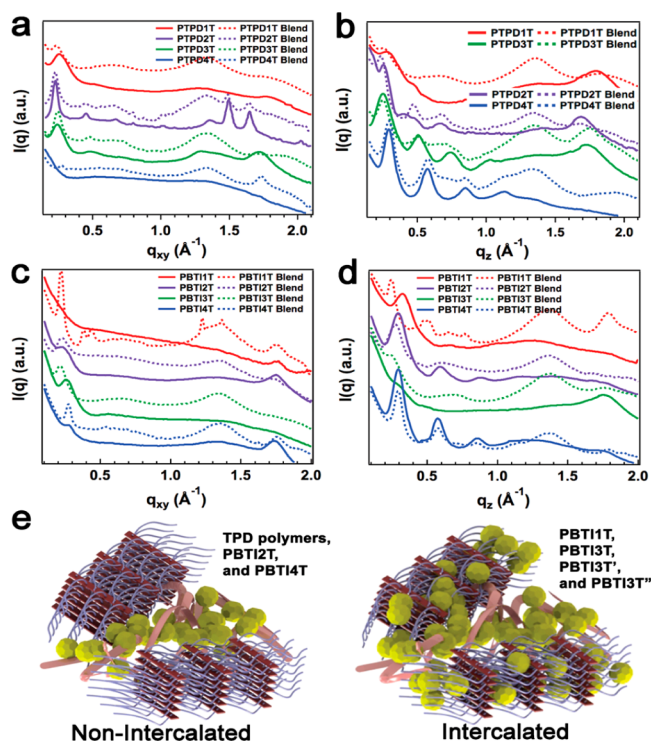 a
PTPD1T PTPD1T Blend
PTPD2T PTPD2T Blend
PTPD3T PTPD3T Blend
PTPD4T PTPD4T Blend
I(q) (a.u.)
0.5 1.0 1.5 2.0
qxy (Å-1)
b
PTPD1T PTPD1T Blend
PTPD3T PTPD3T Blend
PTPD2T PTPD2T Blend
PTPD4T PTPD4T Blend
I(q) (a.u.)
0.5 1.0 1.5 2.0
qz (Å-1)
c
PBTI1T PBTI1T Blend
PBTI2T PBTI2T Blend
PBTI3T PBTI3T Blend
PBTI4T PBTI4T Blend
I(q) (a.u.)
0.5 1.0 1.5 2.0
qxy (Å-1)
d
PBTI1T PBTI1T Blend
PBTI2T PBTI2T Blend
PBTI3T PBTI3T Blend
PBTI4T PBTI4T Blend
I(q) (a.u.)
0.5 1.0 1.5 2.0
qz (Å-1)
e
TPD polymers,
PBTI2T,
and PBTI4T
Non-Intercalated
PBTI1T,
PBTI3T,
PBTI3T',
and PBTI3T"
Intercalated